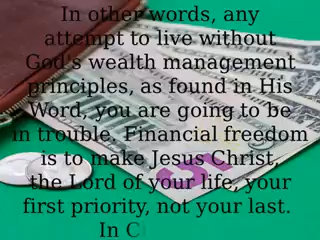 In other words, any
attempt to live without
God's wealth management
principles, as found in His
Word, you are going to be
in trouble. Financial freedom
is to make Jesus Christ,
the Lord of your life, your
first priority, not your last.
In C